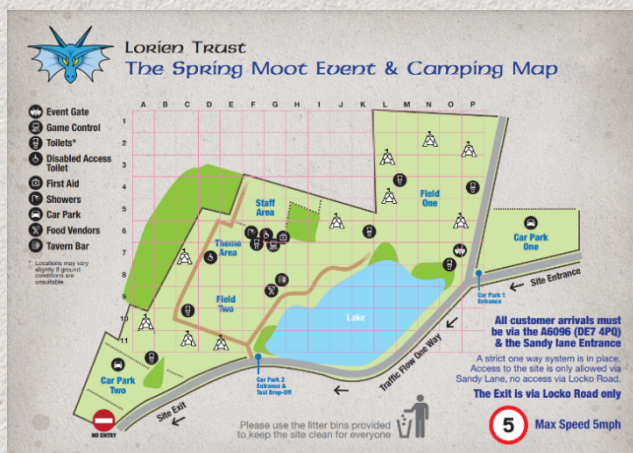 Lorien Trust
The Spring Moot Event & Camping Map
A B C D E F G H I J K L M N O P
1
2
3
4
5
6
7
8
9
10
11
Event Gate
Game Control
Toilets*
Disabled Access
Toilet
First Aid
Showers
Car Park
Food Vendors
Tavern Bar
* Locations may vary
slightly if ground
conditions are
unsuitable
Staff
Area
Field
One
Theme
Area
Field
Two
Lake
Car Park
One
Car Park 1
Entrance
Site Entrance
Car Park
Two
Car Park 2
Entrance &
Taxi Drop-Off
Traffic Flow One Way
Site Exit
NO ENTRY
All customer arrivals must
be via the A6096 (DE7 4PQ)
& the Sandy lane Entrance
A strict one way system is in place.
Access to the site is only allowed via
Sandy Lane, no access via Locko Road.
The Exit is via Locko Road only
Please use the litter bins provided
to keep the site clean for everyone
5
Max Speed 5mph